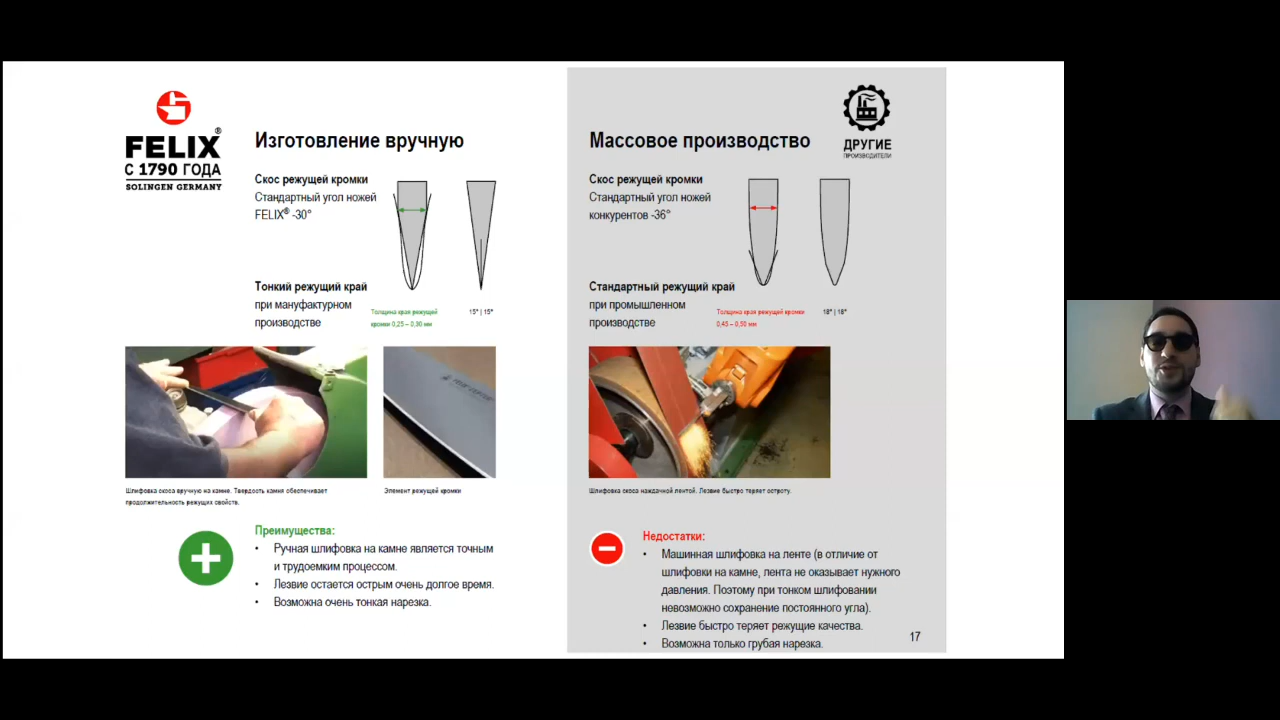 FELIX®
С 1790 ГОДА
SOLINGEN GERMANY
Изготовление вручную
Скос режущей кромки
Стандартный угол ножей
FELIX® -30°
Тонкий режущий край
при мануфактурном
производстве
Толщина края режущей
кромки 0,25 – 0,30 мм
15° | 15°
Шлифовка скоса вручную на камне. Твердость камня обеспечивает
продолжительность режущих свойств.
Элемент режущей кромки
Преимущества:
• Ручная шлифовка на камне является точным
и трудоемким процессом.
• Лезвие остается острым очень долгое время.
• Возможна очень тонкая нарезка.
ДРУГИЕ
ПРОИЗВОДИТЕЛИ
Массовое производство
Скос режущей кромки
Стандартный угол ножей
конкурентов -36°
Стандартный режущий край
при промышленном
производстве
Толщина края режущей кромки
0,45 – 0,50 мм
18° | 18°
Шлифовка скоса наждачной лентой. Лезвие быстро теряет остроту.
Недостатки:
• Машинная шлифовка на ленте (в отличие от
шлифовки на камне, лента не оказывает нужного
давления. Поэтому при тонком шлифовании
невозможно сохранение постоянного угла).
• Лезвие быстро теряет режущие качества.
• Возможна только грубая нарезка.
17